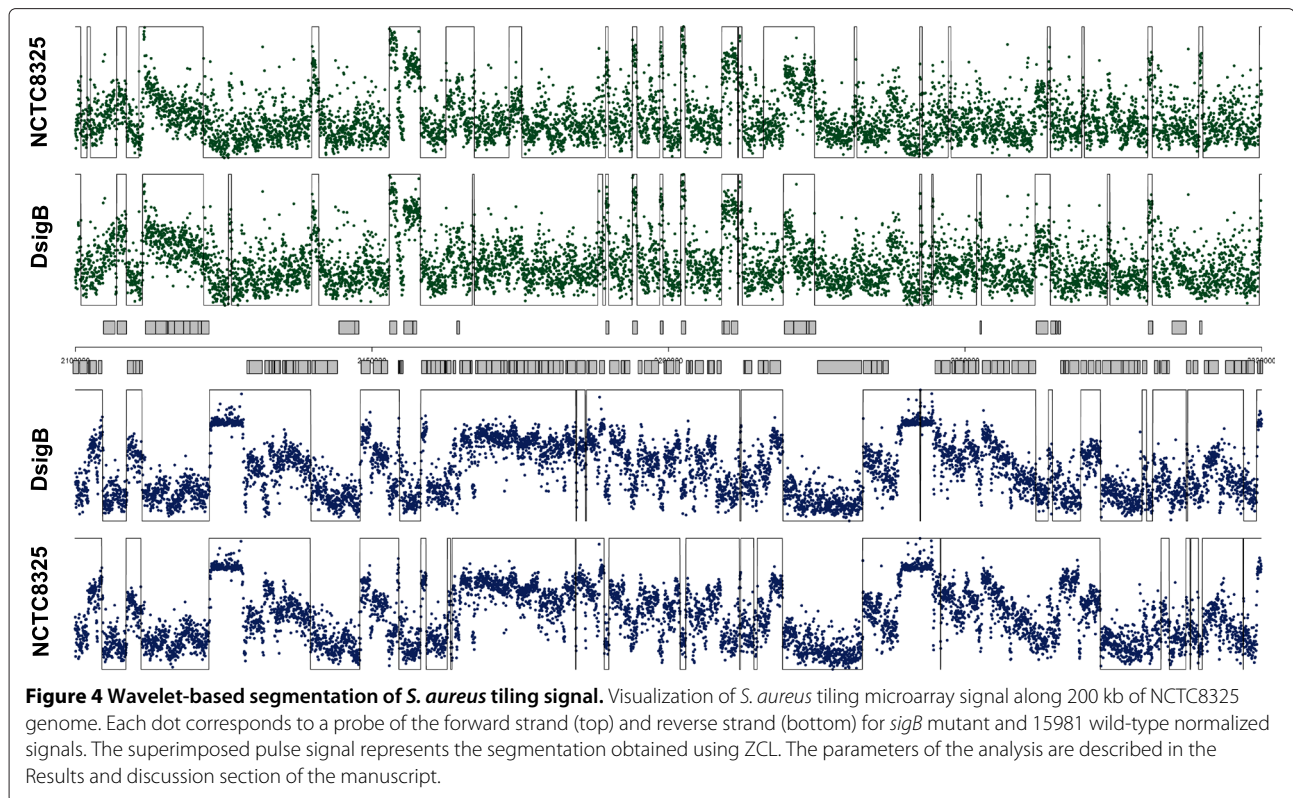 NCTC8325
DsigB
2100000
DsigB
NCTC8325
Figure 4 Wavelet-based segmentation of S. aureus tiling signal. Visualization of S. aureus tiling microarray signal along 200 kb of NCTC8325
genome. Each dot corresponds to a probe of the forward strand (top) and reverse strand (bottom) for sigB mutant and 15981 wild-type normalized
signals. The superimposed pulse signal represents the segmentation obtained using ZCL. The parameters of the analysis are described in the
Results and discussion section of the manuscript.